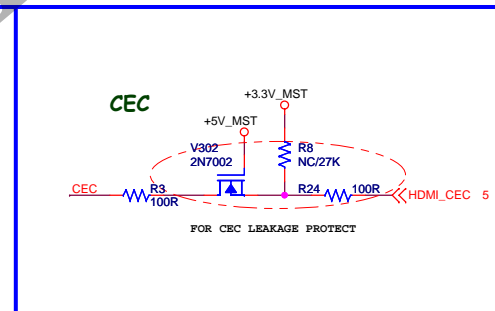 CEC
+3.3V_MST
+5V_MST
V302
2N7002
R8
NC/27K
CEC
R3
100R
R24
100R
HDMI_CEC 5
FOR CEC LEAKAGE PROTECT